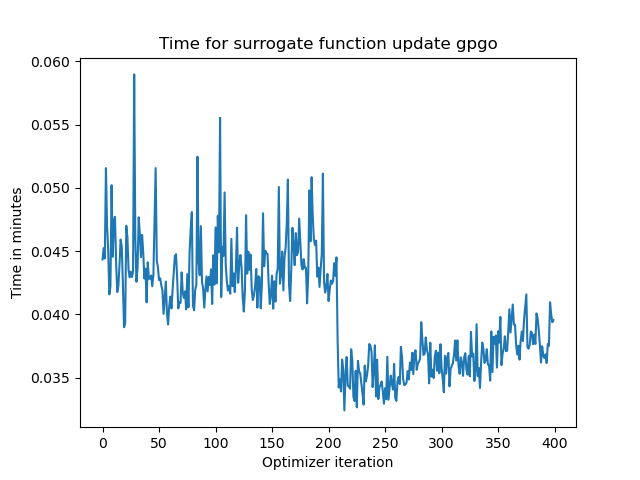 Time for surrogate function update gpgo
0.060
0.055
0.050
0.045
0.040
0.035
Time in minutes
0 50 100 150 200 250 300 350 400
Optimizer iteration